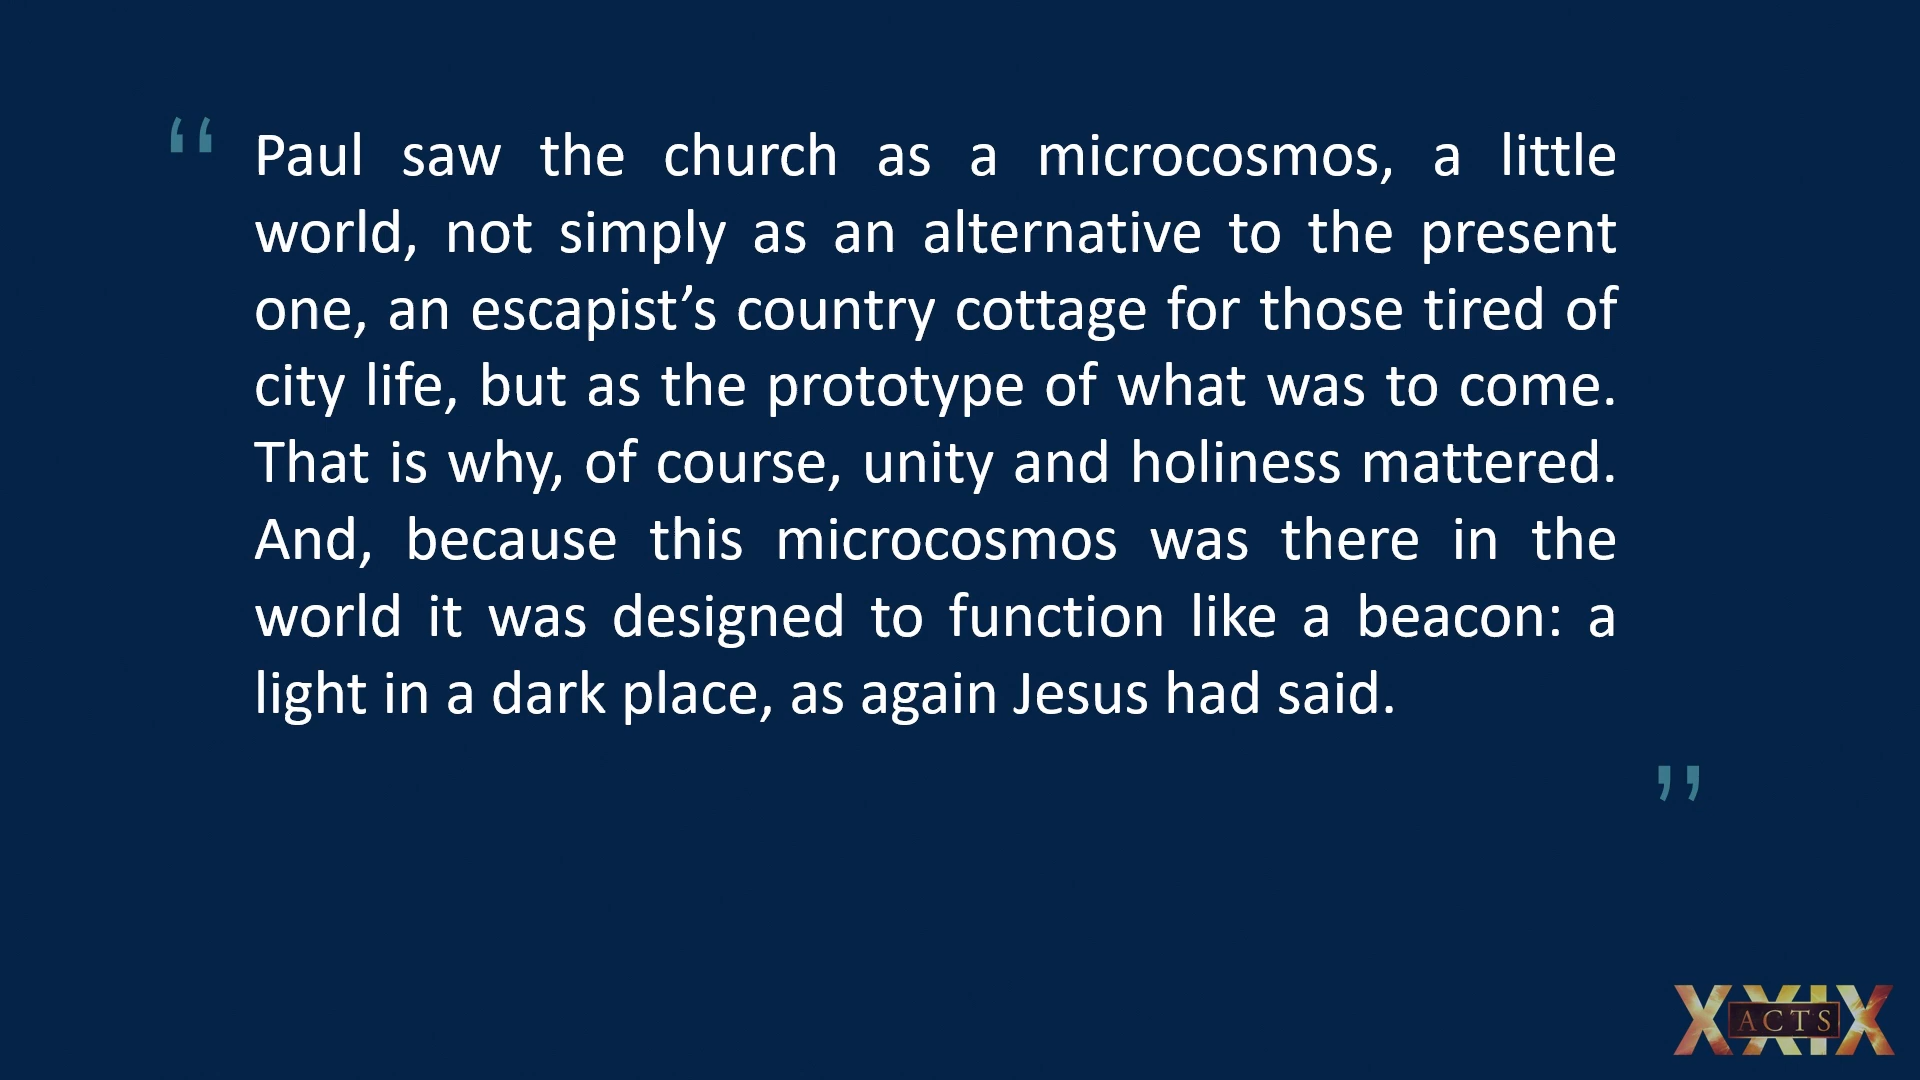 “ Paul saw the church as a microcosmos, a little
world, not simply as an alternative to the present
one, an escapist’s country cottage for those tired of
city life, but as the prototype of what was to come.
That is why, of course, unity and holiness mattered.
And, because this microcosmos was there in the
world it was designed to function like a beacon: a
light in a dark place, as again Jesus had said.
”
XXIX
ACTS